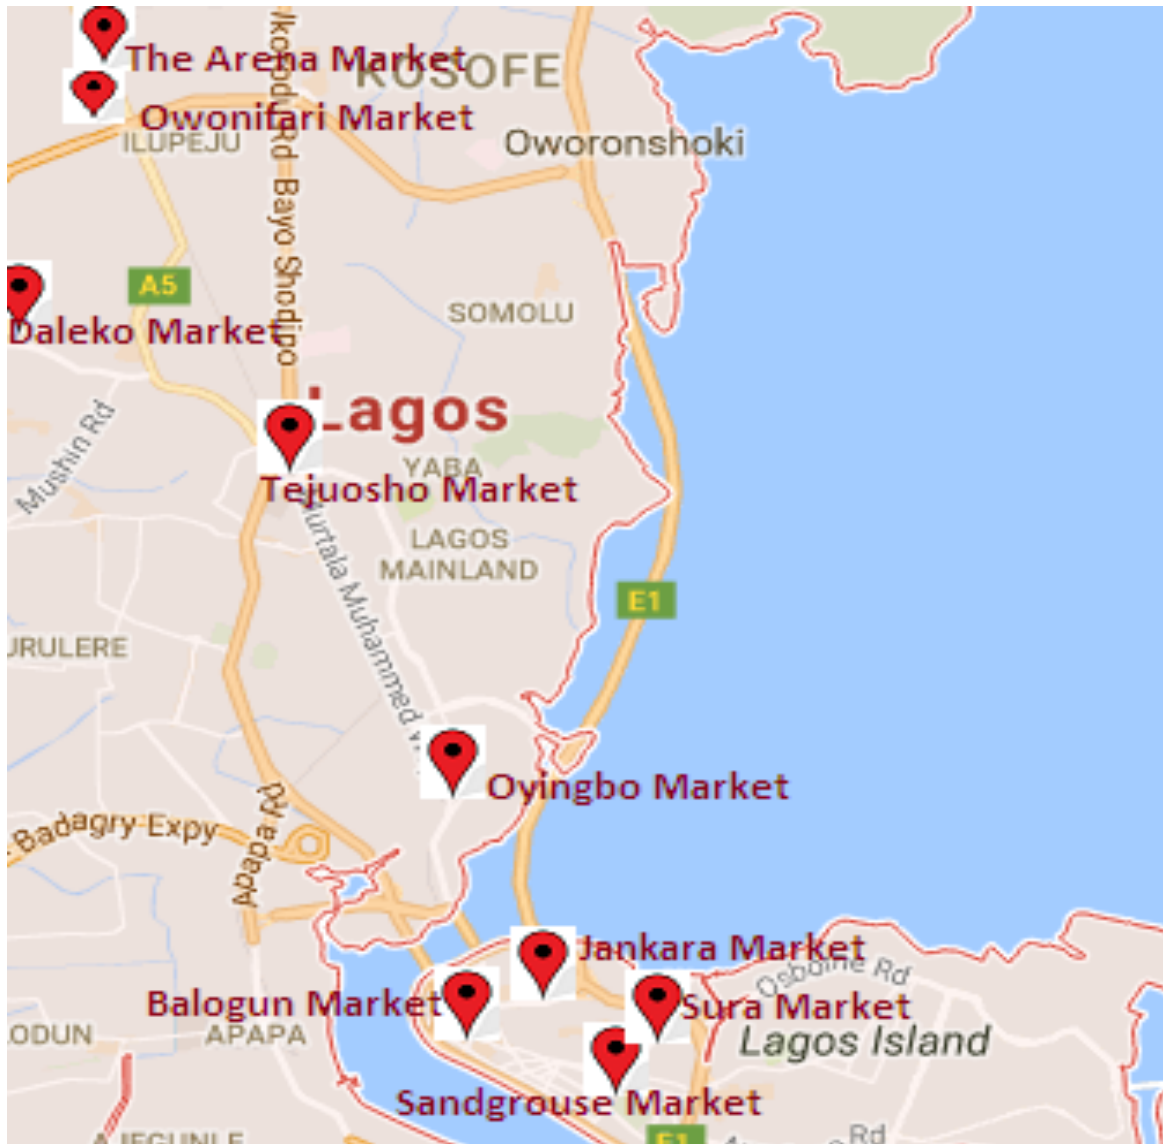 Ikorodu Rd
The Arena Market
KOSOFE
Owonifari Market
ILUPEJU
Oworonshoki
Bayo Shodipo
A5
SOMOLU
Daleko Market
Lagos
Mushin Rd
YABA
Tejuosho Market
LAGOS
MAINLAND
Murtala Muhammed
E1
URULERE
Oyingbo Market
Badagry Expy
Apapa Rd
Jankara Market
Osborne Rd
Balogun Market
Sura Market
ODUN
APAPA
Lagos Island
Sandgrouse Market
AJEGUNLE
E1
Rd